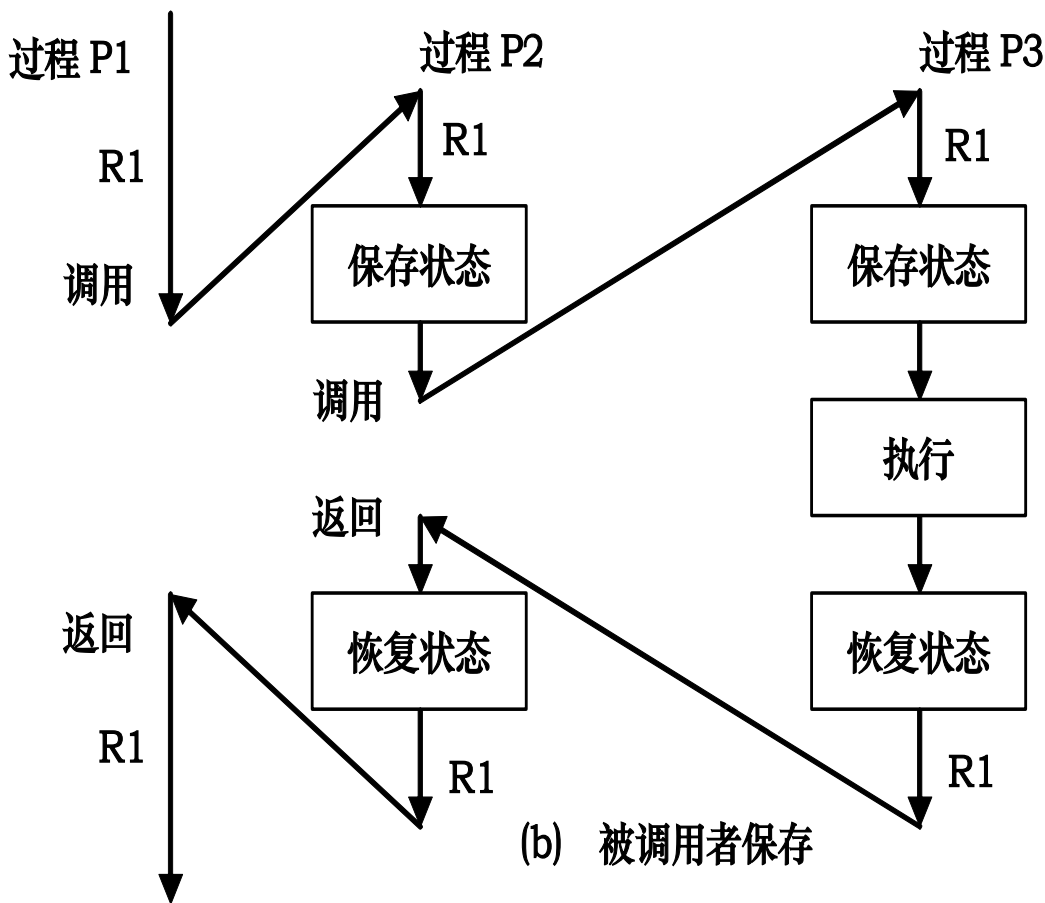 过程 P1
过程 P2
过程 P3
R1
R1
R1
保存状态
保存状态
调用
调用
执行
返回
返回
恢复状态
恢复状态
R1
R1
R1
(b) 被调用者保存